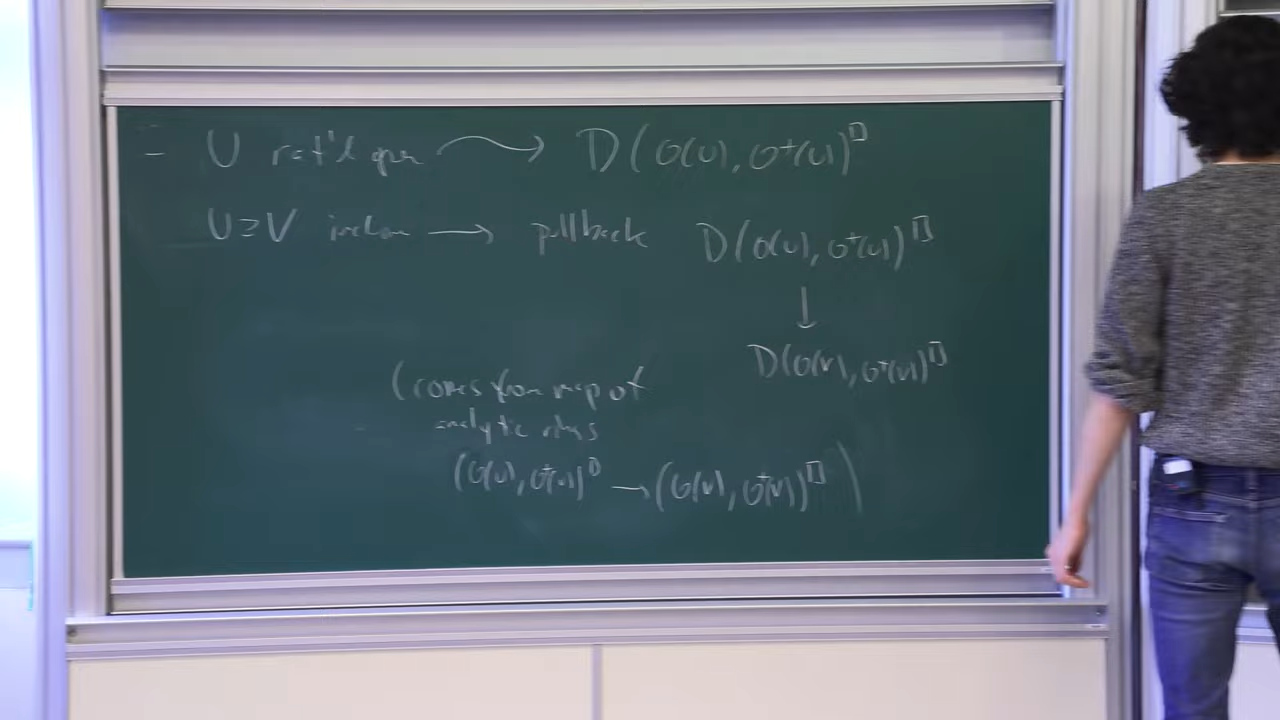 – U rat'l open ⟿ D(O(U), O⁺(U))^□
U ⊇ V inclusion → pullback D(O(U), O⁺(U))^□
↓
D(O(V), O⁺(V))^□
(comes from map of
analytic rings
(O(U), O⁺(U))^□ → (O(V), O⁺(V))^□)